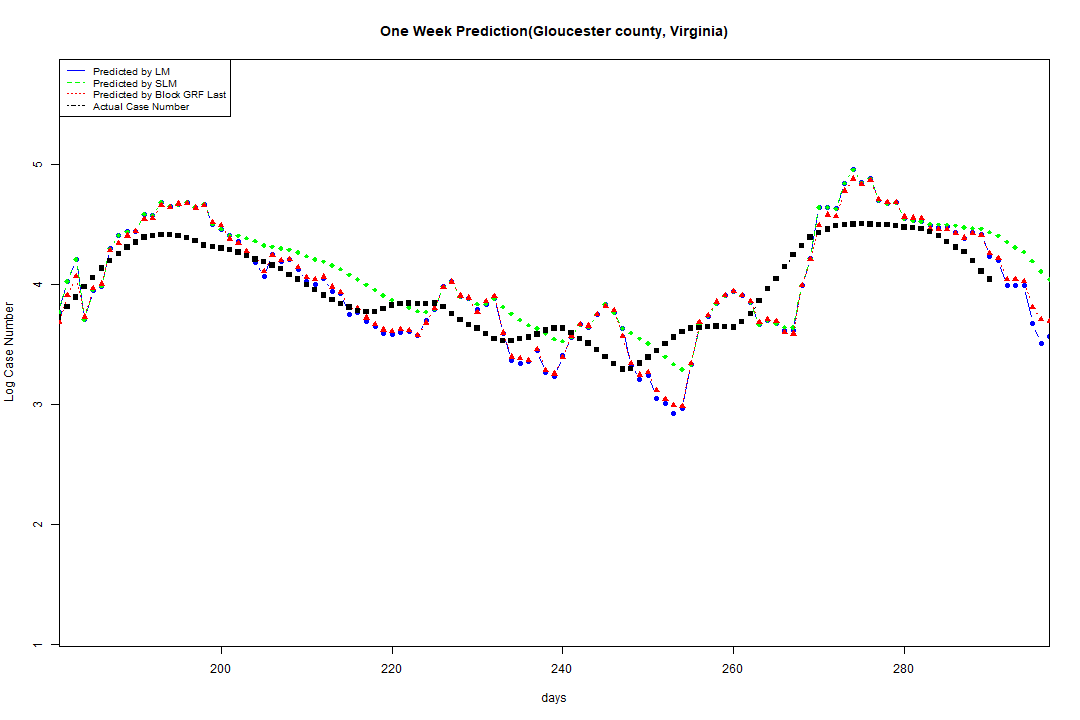 One Week Prediction(Gloucester county, Virginia)
Predicted by LM
Predicted by SLM
Predicted by Block GRF Last
Actual Case Number
Log Case Number
5
4
3
2
1
200 220 240 260 280
days